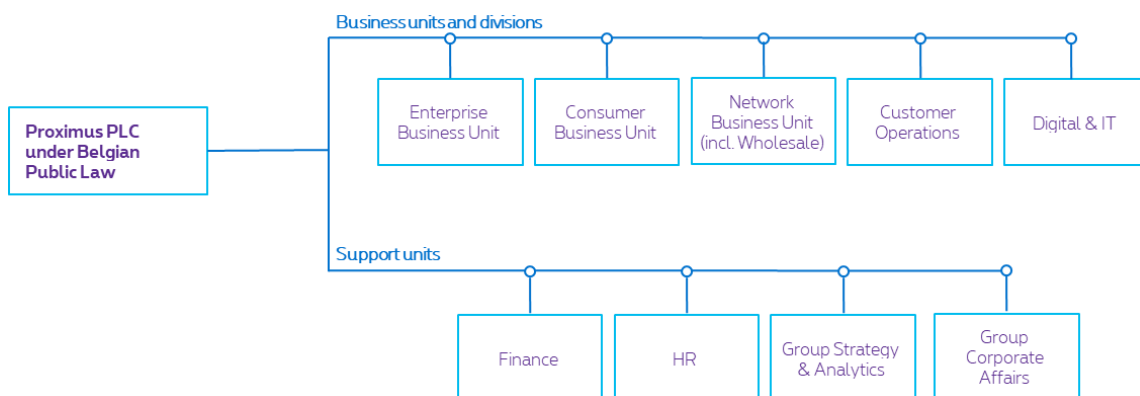 Business units and divisions
Proximus PLC
under Belgian
Public Law
Enterprise
Business Unit
Consumer
Business Unit
Network
Business Unit
(incl. Wholesale)
Customer
Operations
Digital & IT
Support units
Finance
HR
Group Strategy
& Analytics
Group
Corporate
Affairs